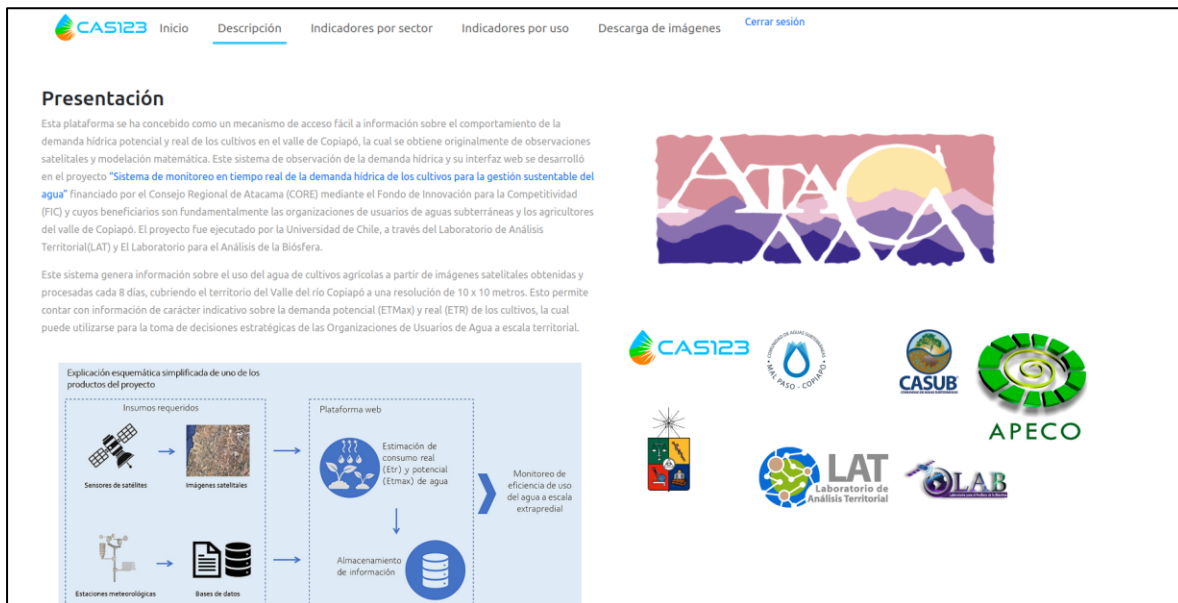 CAS123 Inicio Descripción Indicadores por sector Indicadores por uso Descarga de imágenes Cerrar sesión
Presentación
Esta plataforma se ha concebido como un mecanismo de acceso fácil a información sobre el comportamiento de la
demanda hídrica potencial y real de los cultivos en el valle de Copiapó, la cual se obtiene originalmente de observaciones
satelitales y modelación matemática. Este sistema de observación de la demanda hídrica y su interfaz web se desarrolló
en el proyecto "Sistema de monitoreo en tiempo real de la demanda hídrica de los cultivos para la gestión sustentable del
agua" financiado por el Consejo Regional de Atacama (CORE) mediante el Fondo de Innovación para la Competitividad
(FIC) y cuyos beneficiarios son fundamentalmente las organizaciones de usuarios de aguas subterráneas y los agricultores
del valle de Copiapó. El proyecto fue ejecutado por la Universidad de Chile, a través del Laboratorio de Análisis
Territorial(LAT) y El Laboratorio para el Análisis de la Biósfera.
Este sistema genera información sobre el uso del agua de cultivos agrícolas a partir de imágenes satelitales obtenidas y
procesadas cada 8 días, cubriendo el territorio del Valle del río Copiapó a una resolución de 10 x 10 metros. Esto permite
contar con información de carácter indicativo sobre la demanda potencial (ETMax) y real (ETR) de los cultivos, la cual
puede utilizarse para la toma de decisiones estratégicas de las Organizaciones de Usuarios de Agua a escala territorial.
Explicación esquemática simplificada de uno de los
productos del proyecto
Insumos requeridos
Plataforma web
Sensores de satélites
Imágenes satelitales
Estimación de
consumo real
(Etr) y potencial
(Etmax) de agua
Monitoreo de
eficiencia de uso
del agua a escala
extrapredial
Almacenamiento
de información
Estaciones meteorológicas
Bases de datos
ATACAMA
CAS123
COMUNIDAD DE AGUAS SUBTERRÁNEAS
MAL PASO - COPIAPÓ
CASUB
APECO
LAT
Laboratorio de
Análisis Territorial
LAB